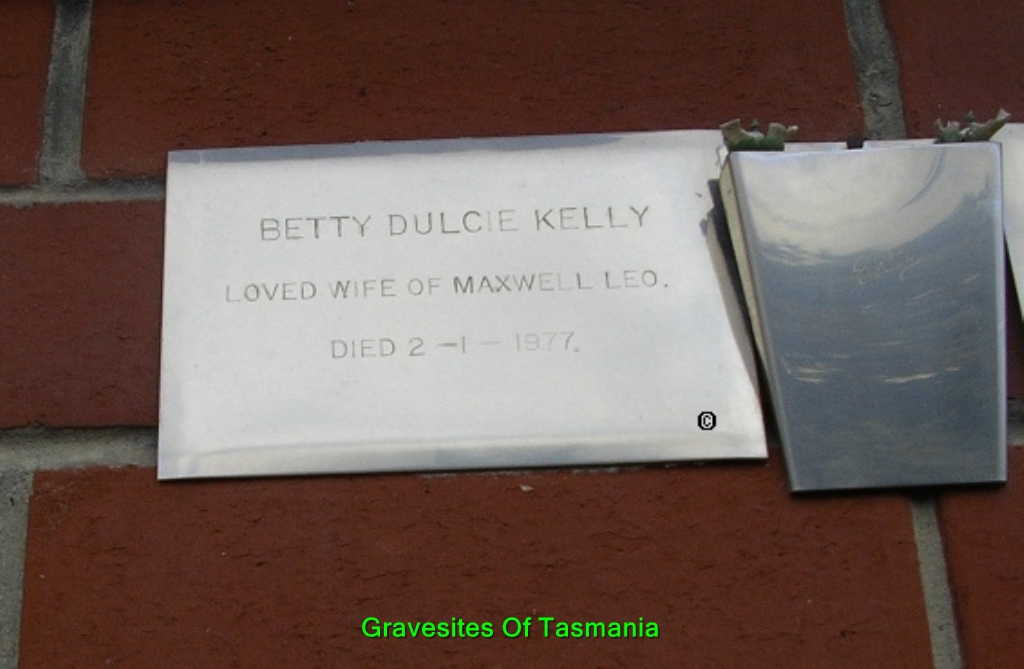 BETTY DULCIE KELLY
LOVED WIFE OF MAXWELL LEO.
DIED 2 -1 - 1977.
©
Gravesites Of Tasmania